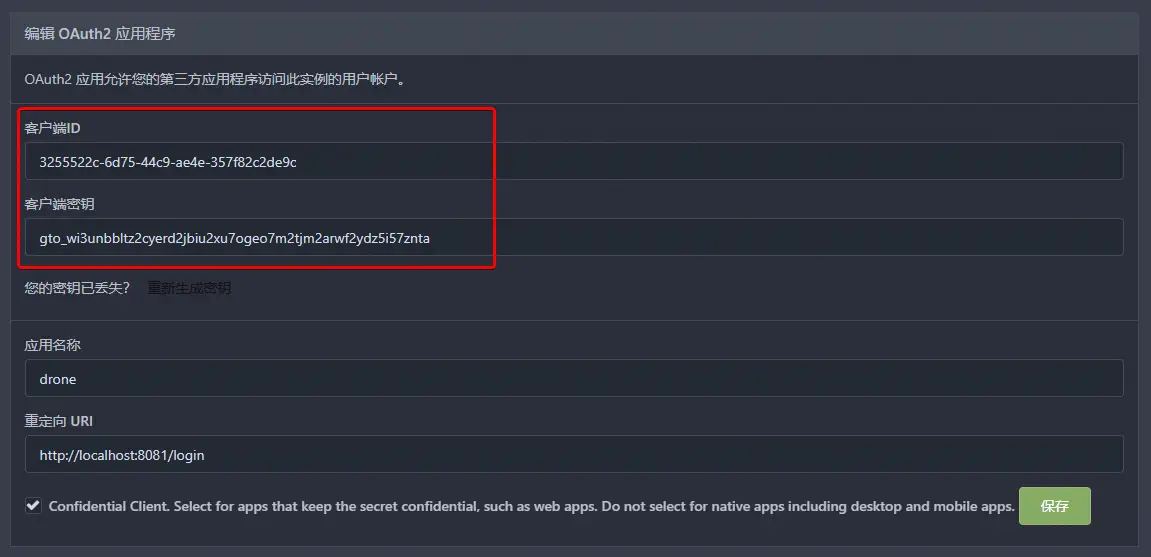 编辑 OAuth2 应用程序
OAuth2 应用允许您的第三方应用程序访问此实例的用户帐户。
客户端ID
3255522c-6d75-44c9-ae4e-357f82c2de9c
客户端密钥
gto_wi3unbbltz2cyerd2jbiu2xu7ogeo7m2tjm2arwf2ydz5i57znta
您的密钥已丢失? 重新生成密钥
应用名称
drone
重定向 URI
http://localhost:8081/login
Confidential Client. Select for apps that keep the secret confidential, such as web apps. Do not select for native apps including desktop and mobile apps. 保存